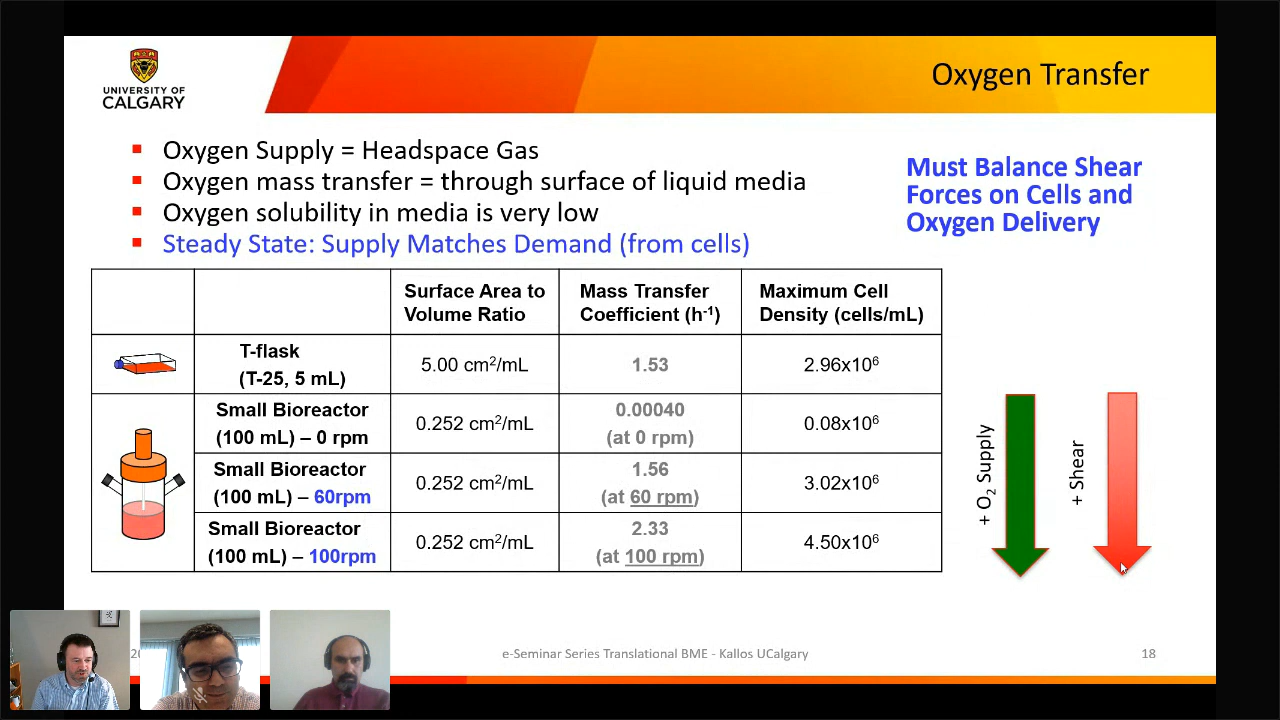 UNIVERSITY OF
CALGARY
Oxygen Transfer
Oxygen Supply = Headspace Gas
Oxygen mass transfer = through surface of liquid media
Oxygen solubility in media is very low
Steady State: Supply Matches Demand (from cells)
Must Balance Shear
Forces on Cells and
Oxygen Delivery
Surface Area to
Volume Ratio
Mass Transfer
Coefficient (h⁻¹)
Maximum Cell
Density (cells/mL)
T-flask
(T-25, 5 mL)
5.00 cm²/mL
1.53
2.96x10⁶
Small Bioreactor
(100 mL) – 0 rpm
0.252 cm²/mL
0.00040
(at 0 rpm)
0.08x10⁶
Small Bioreactor
(100 mL) – 60rpm
0.252 cm²/mL
1.56
(at 60 rpm)
3.02x10⁶
Small Bioreactor
(100 mL) – 100rpm
0.252 cm²/mL
2.33
(at 100 rpm)
4.50x10⁶
+ O₂ Supply
+ Shear
e-Seminar Series Translational BME - Kallos UCalgary
18